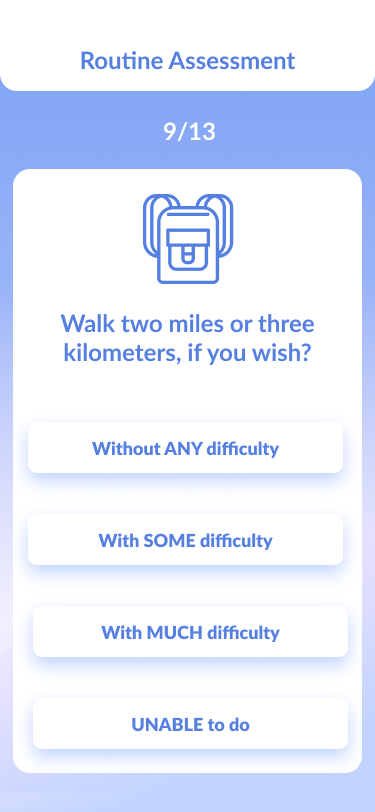 Routine Assessment
9/13
Walk two miles or three
kilometers, if you wish?
Without ANY difficulty
With SOME difficulty
With MUCH difficulty
UNABLE to do